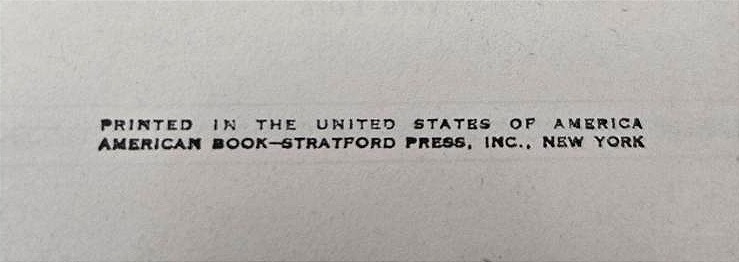 PRINTED IN THE UNITED STATES OF AMERICA
AMERICAN BOOK—STRATFORD PRESS, INC., NEW YORK